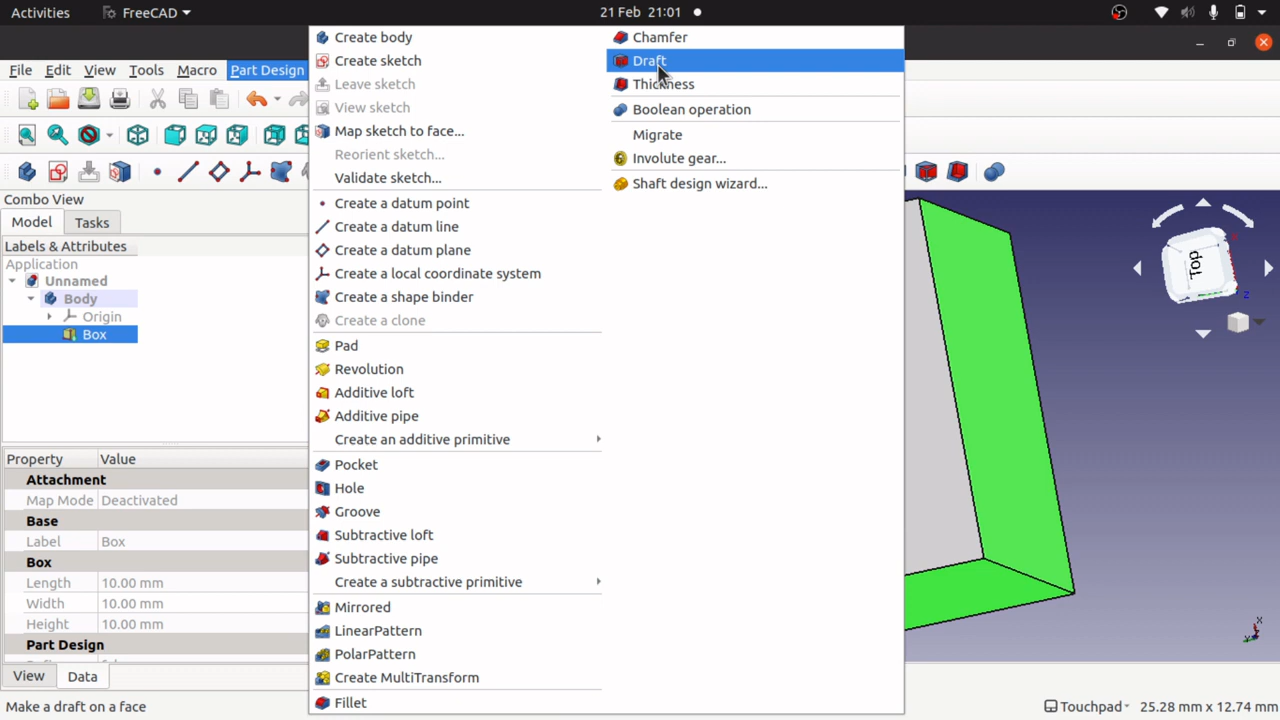 Activities
FreeCAD
21 Feb 21:01
File
Edit
View
Tools
Macro
Part Design
Combo View
Model
Tasks
Labels & Attributes
Application
Unnamed
Body
Origin
Box
Property
Value
Attachment
Map Mode
Deactivated
Base
Label
Box
Box
Length
10.00 mm
Width
10.00 mm
Height
10.00 mm
Part Design
View
Data
Make a draft on a face
Create body
Create sketch
Leave sketch
View sketch
Map sketch to face...
Reorient sketch...
Validate sketch...
Create a datum point
Create a datum line
Create a datum plane
Create a local coordinate system
Create a shape binder
Create a clone
Pad
Revolution
Additive loft
Additive pipe
Create an additive primitive
Pocket
Hole
Groove
Subtractive loft
Subtractive pipe
Create a subtractive primitive
Mirrored
LinearPattern
PolarPattern
Create MultiTransform
Fillet
Chamfer
Draft
Thickness
Boolean operation
Migrate
Involute gear...
Shaft design wizard...
Top
Z
X
Touchpad
25.28 mm x 12.74 mm